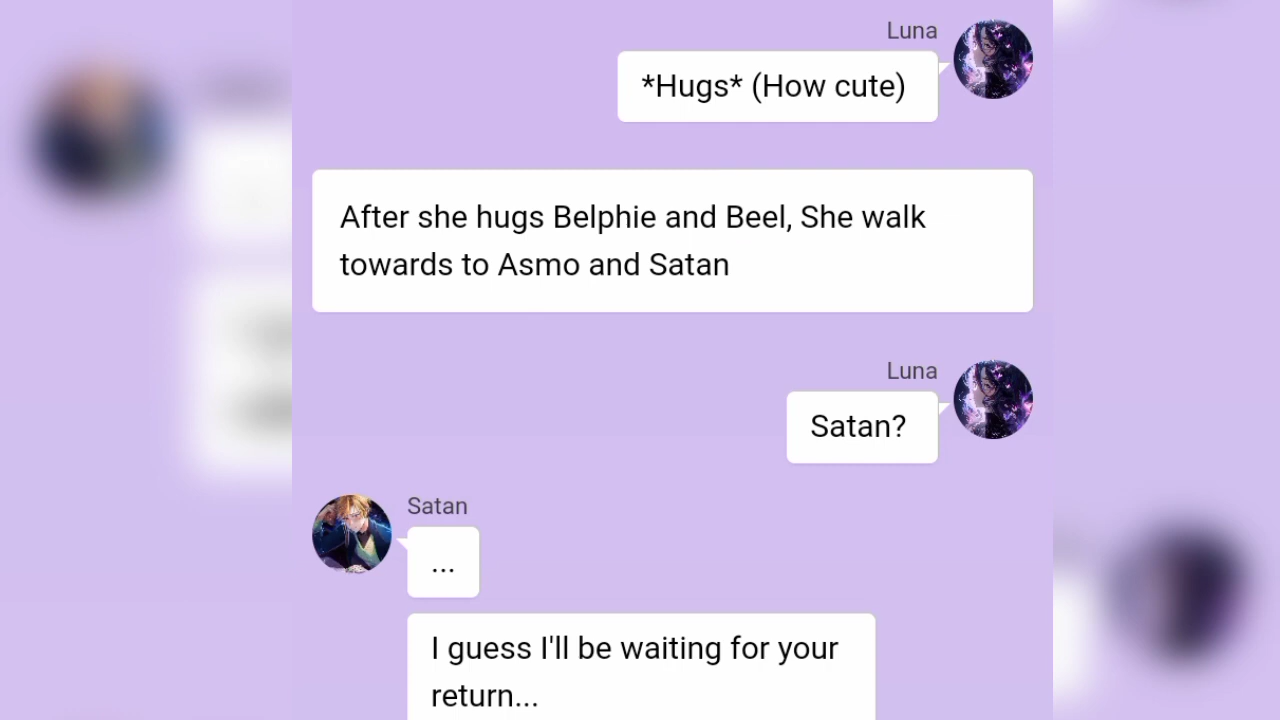 Luna
*Hugs* (How cute)
After she hugs Belphie and Beel, She walk
towards to Asmo and Satan
Luna
Satan?
Satan
...
I guess I'll be waiting for your
return...